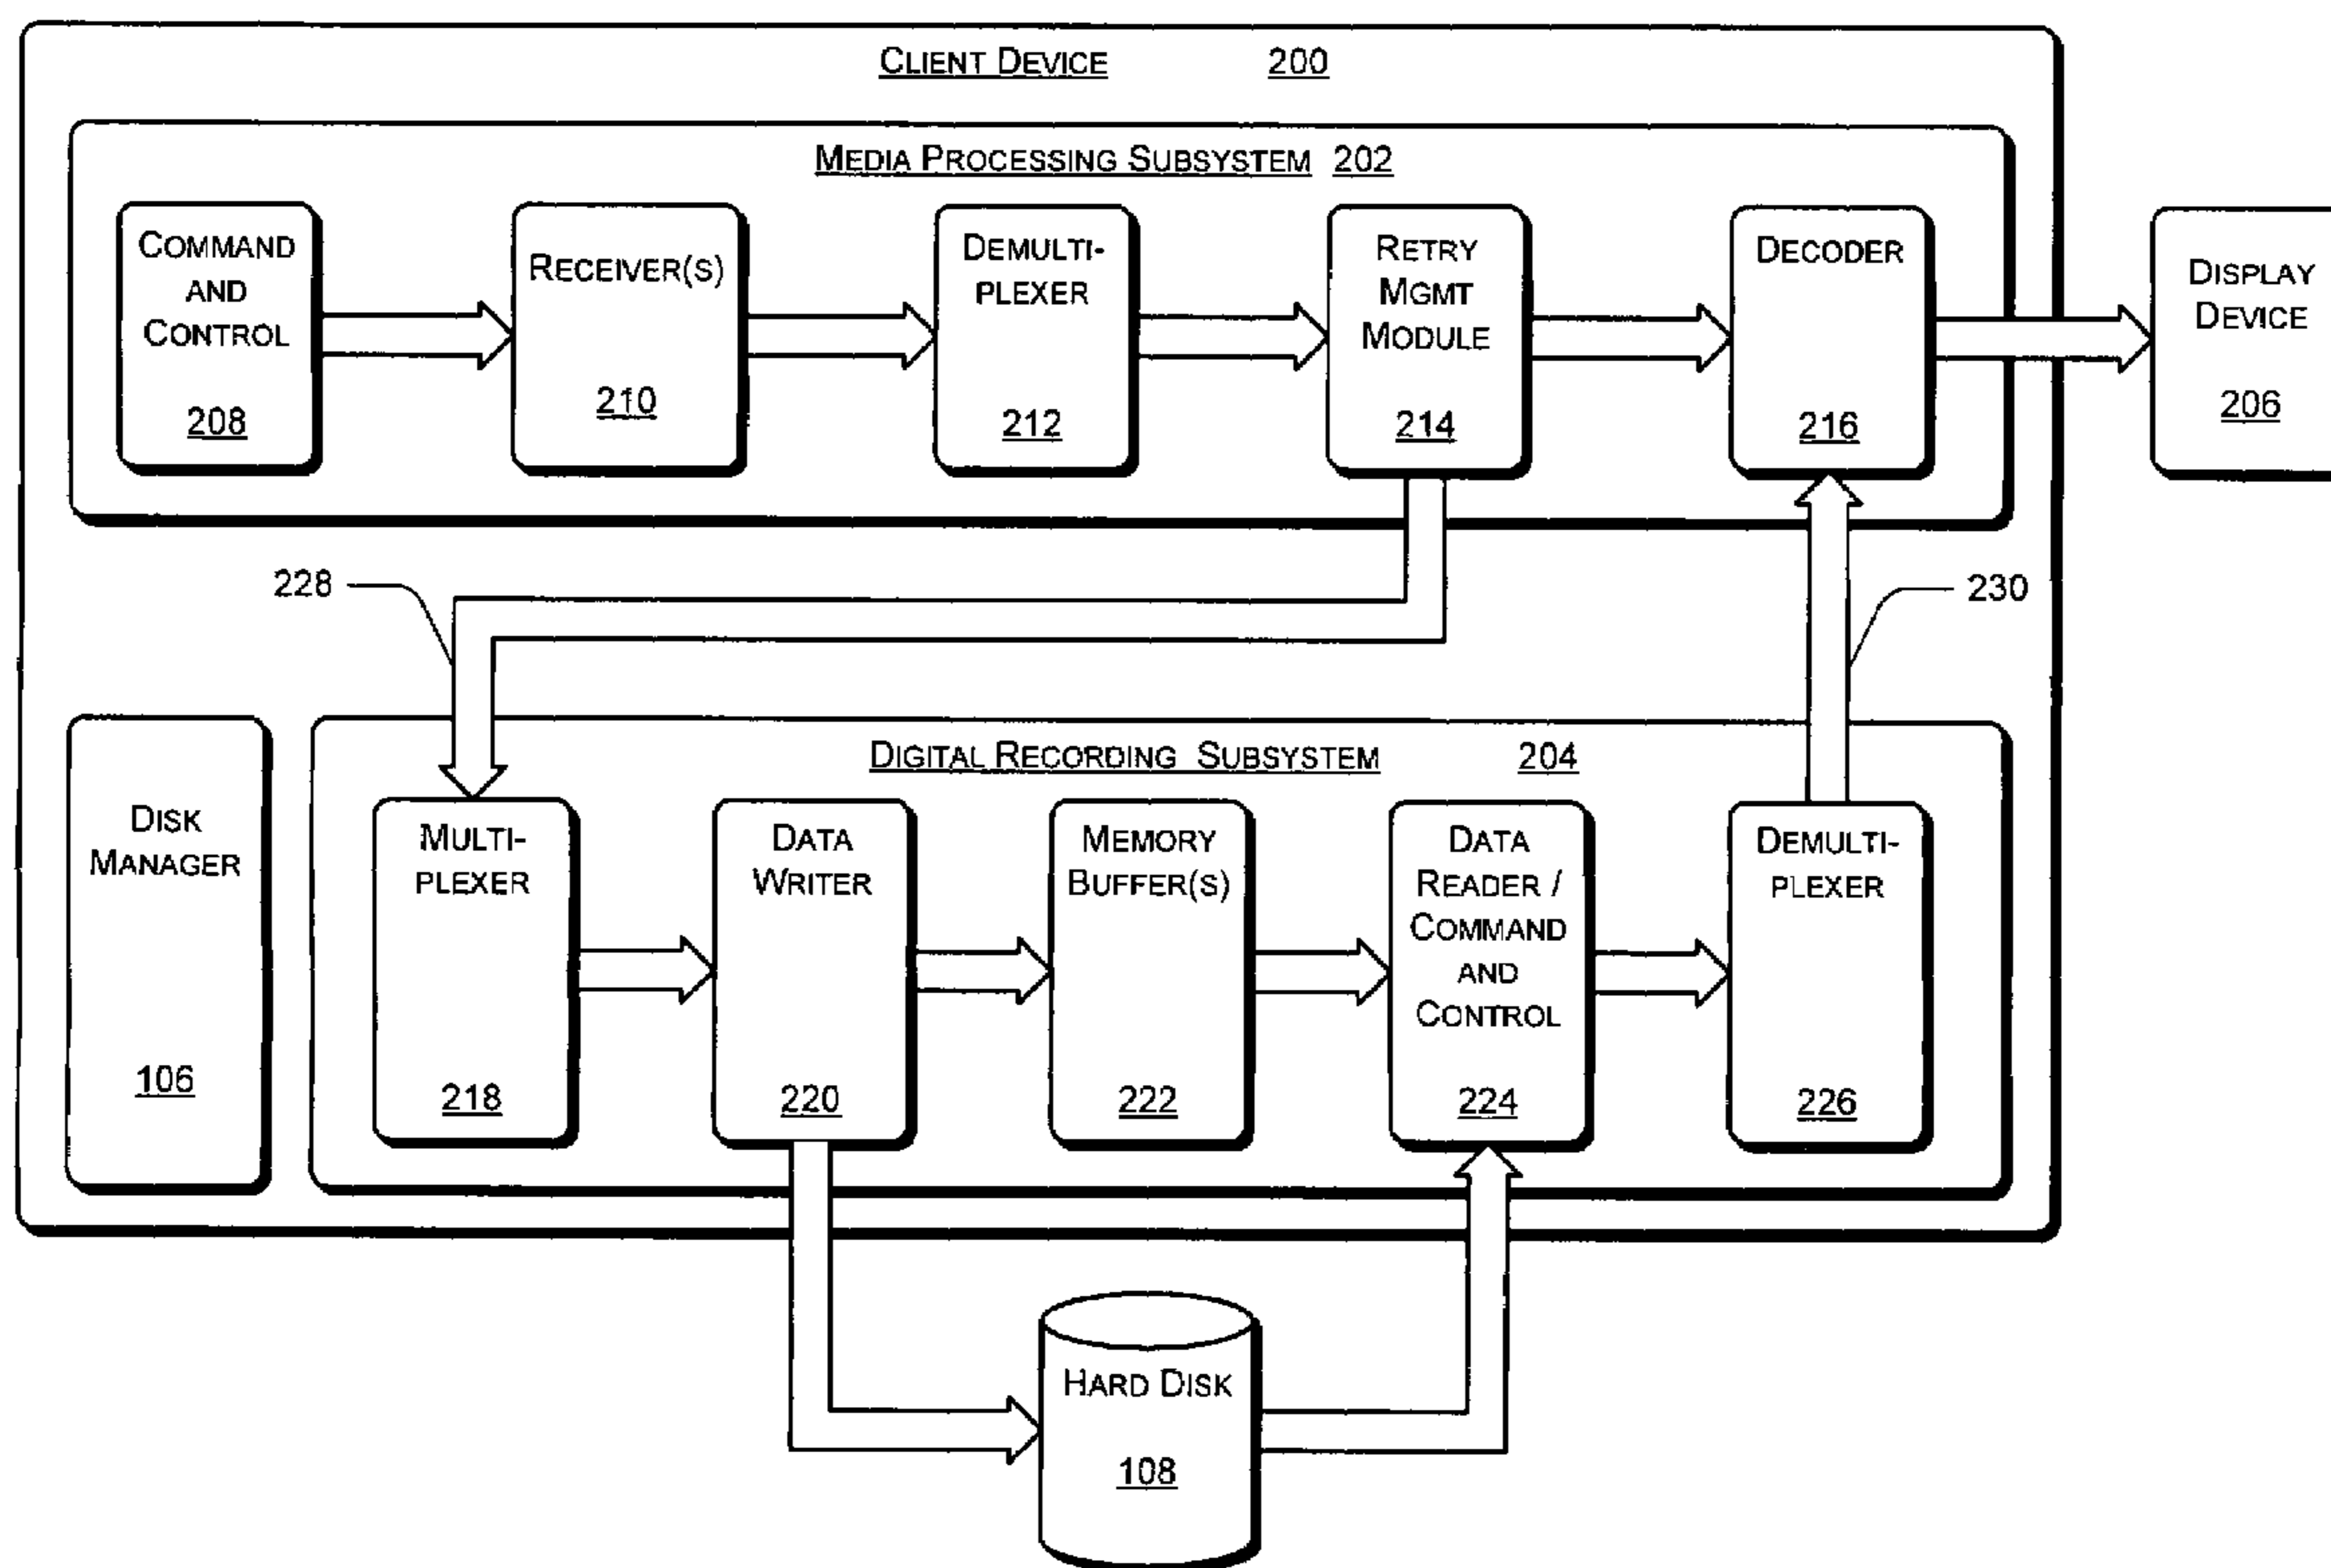 CLIENT DEVICE 200
MEDIA PROCESSING SUBSYSTEM 202
COMMAND
AND
CONTROL
208
RECEIVER(S)
210
DEMULTI-
PLEXER
212
RETRY
MGMT
MODULE
214
DECODER
216
DISPLAY
DEVICE
206
228
230
DISK
MANAGER
106
DIGITAL RECORDING SUBSYSTEM 204
MULTI-
PLEXER
218
DATA
WRITER
220
MEMORY
BUFFER(S)
222
DATA
READER /
COMMAND
AND
CONTROL
224
DEMULTI-
PLEXER
226
HARD DISK
108